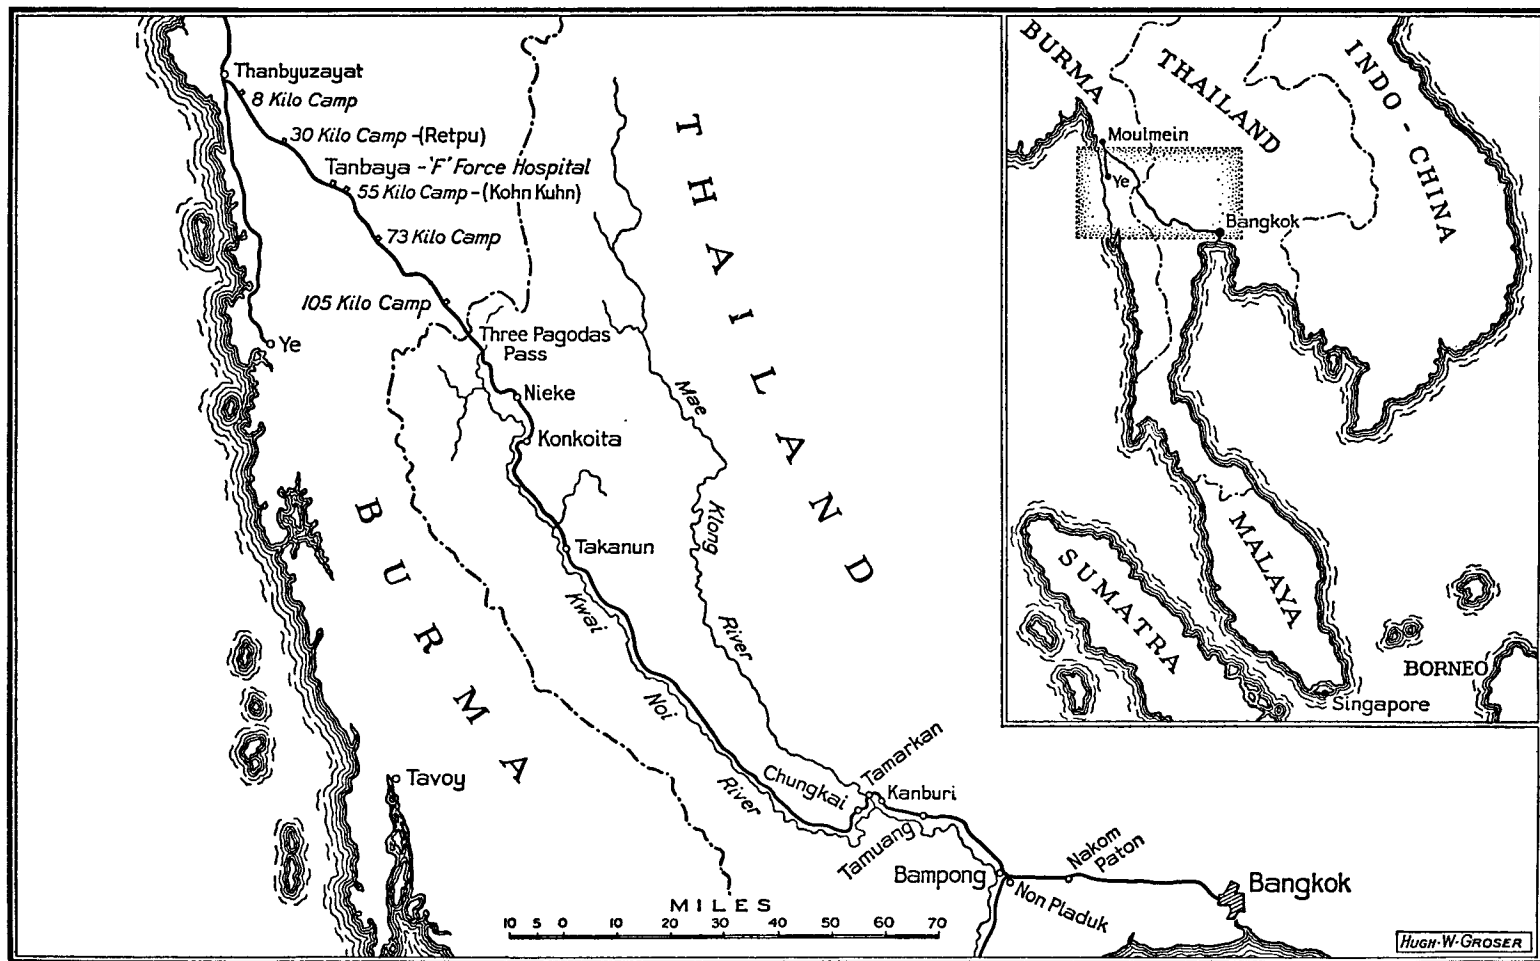 Thanbyuzayat
8 Kilo Camp
30 Kilo Camp-(Retpu)
Tanbaya-'F' Force Hospital
55 Kilo Camp-(Kohn Kuhn)
73 Kilo Camp
105 Kilo Camp
Three Pagodas
Pass
Ye
Nieke
Konkoita
Takanun
Kwai
Noi
River
Mae
Klong
River
THAILAND
BURMA
Tavoy
Chungkai
Tamarkan
Kanburi
Tamuang
Bampong
Non Pladuk
Nakom
Paton
Bangkok
MILES
10 5 0 10 20 30 40 50 60 70
BURMA
THAILAND
INDO-CHINA
Moulmein
Ye
Bangkok
MALAYA
SUMATRA
BORNEO
Singapore
HUGH·W·GROSER